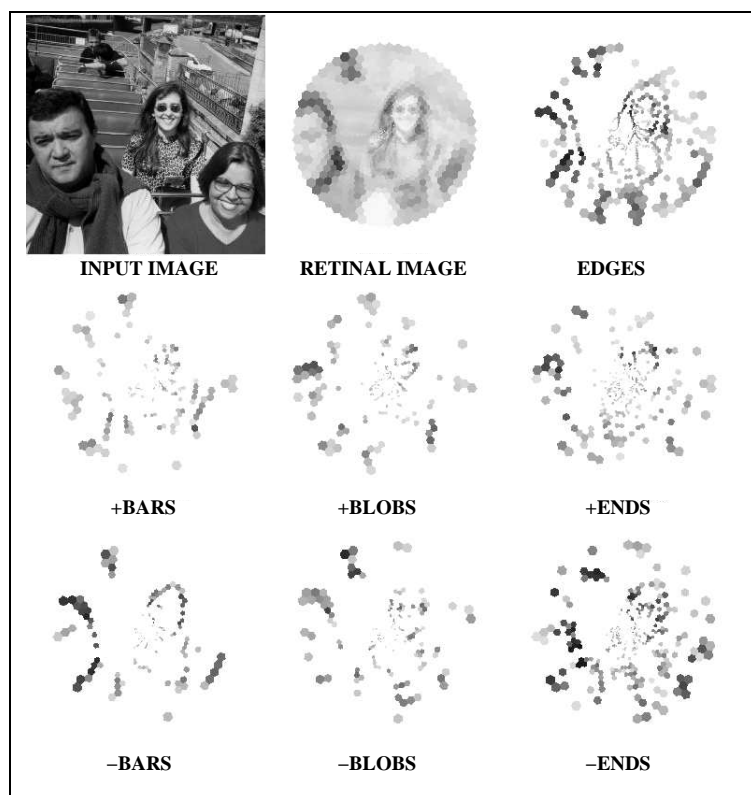 INPUT IMAGE RETINAL IMAGE EDGES
+BARS +BLOBS +ENDS
−BARS −BLOBS −ENDS